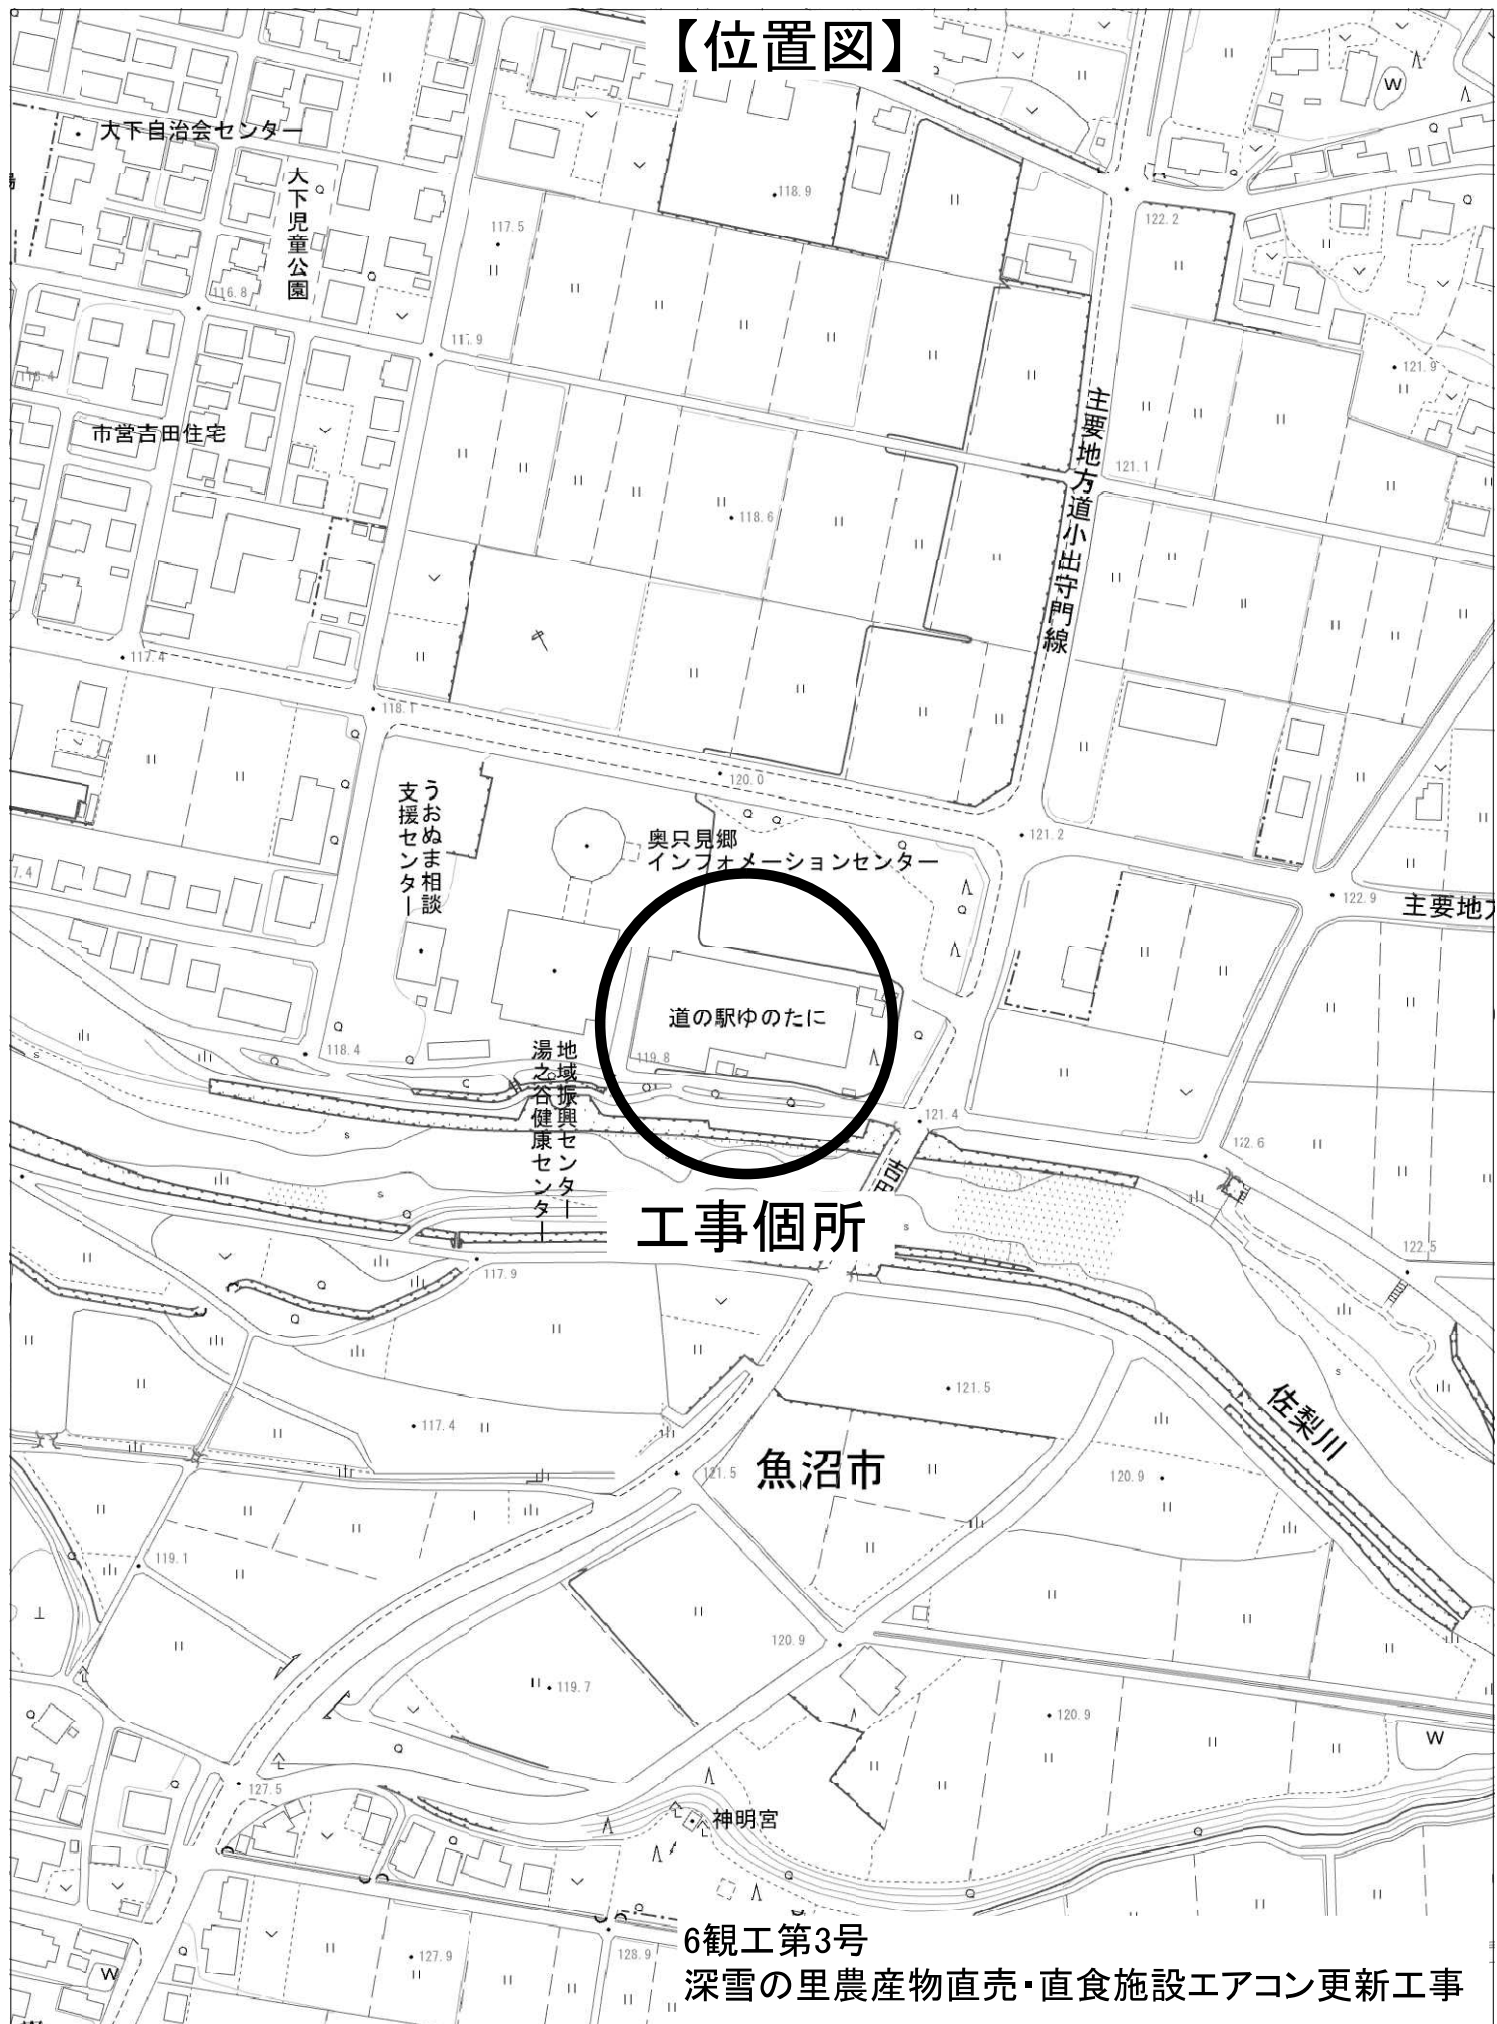 【位置図】
大下自治会センター
W
大下児童公園
118.9
122.2
117.5
116.8
117.9
121.9
主要地方道小出守門線
市営吉田住宅
121.1
118.6
117.4
118.1
120.0
うおぬま相談
支援センター
奥只見郷
インフォメーションセンター
121.2
7.4
122.9
主要地方
道の駅ゆのたに
118.4
119.8
地域振興センター
湯之谷健康センター
s
s
121.4
122.6
s
工事個所
s
122.5
117.9
s
121.5
佐梨川
117.4
魚沼市
121.5
120.9
119.1
120.9
119.7
120.9
W
127.5
神明宮
W
127.9
128.9
6観工第3号
深雪の里農産物直売・直食施設エアコン更新工事